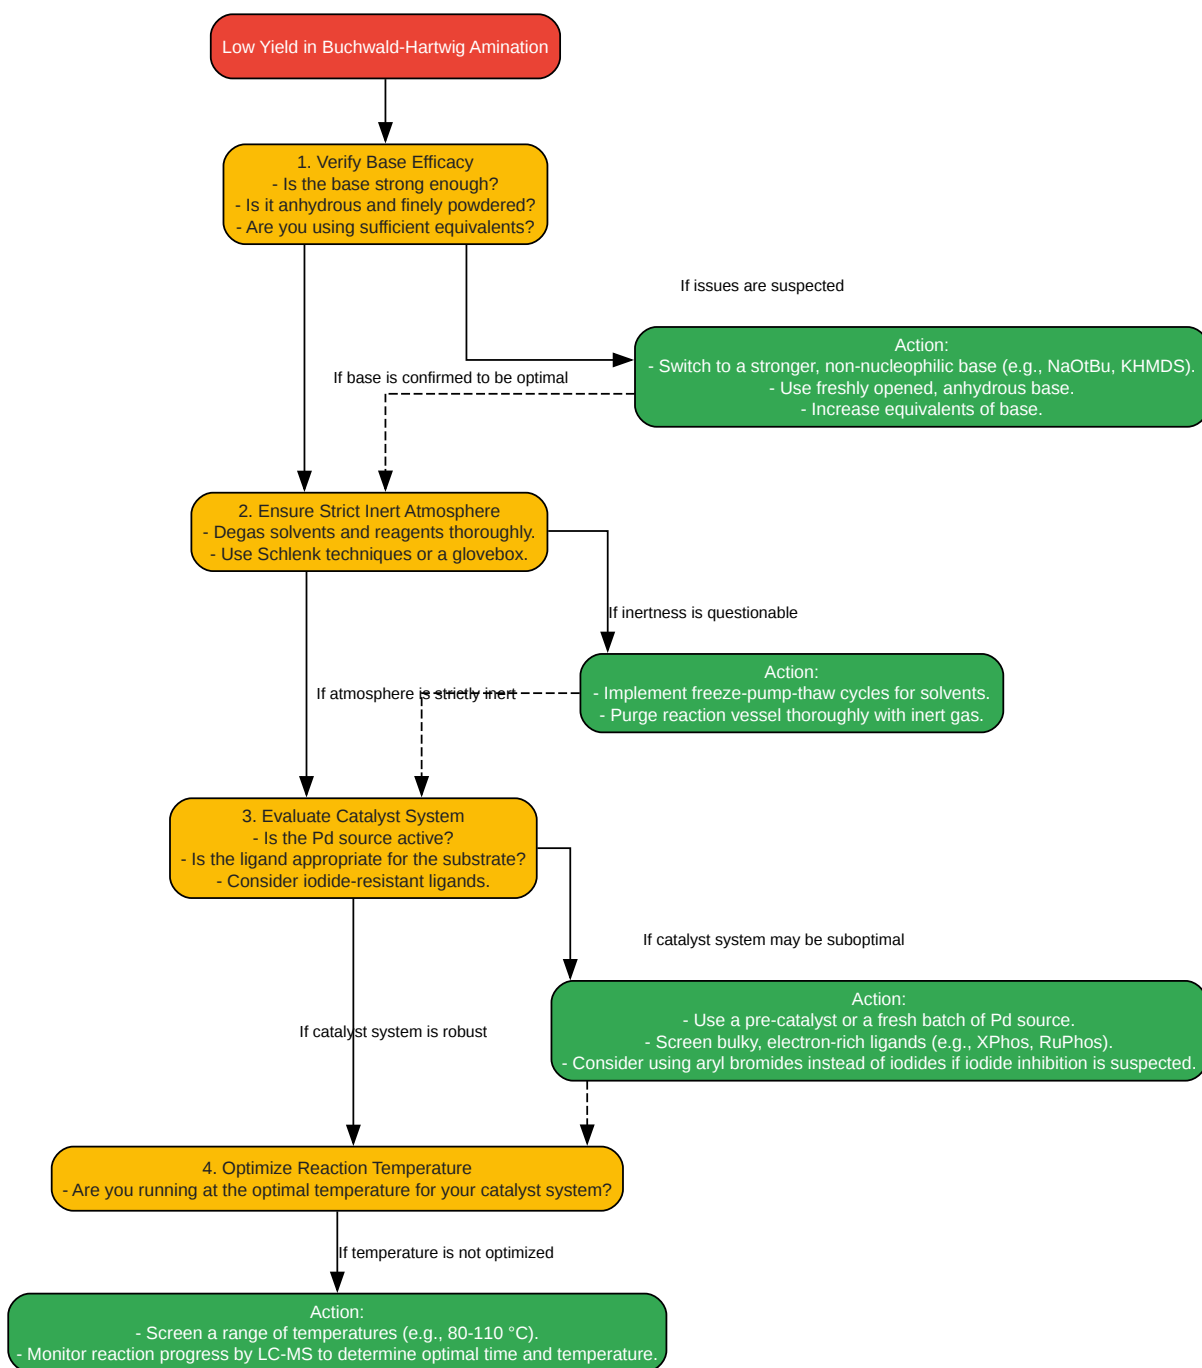 Low Yield in Buchwald-Hartwig Amination
1. Verify Base Efficacy
- Is the base strong enough?
- Is it anhydrous and finely powdered?
- Are you using sufficient equivalents?
If issues are suspected
Action:
- Switch to a stronger, non-nucleophilic base (e.g., NaOtBu, KHMDS).
- Use freshly opened, anhydrous base.
- Increase equivalents of base.
If base is confirmed to be optimal
2. Ensure Strict Inert Atmosphere
- Degas solvents and reagents thoroughly.
- Use Schlenk techniques or a glovebox.
If inertness is questionable
Action:
- Implement freeze-pump-thaw cycles for solvents.
- Purge reaction vessel thoroughly with inert gas.
If atmosphere is strictly inert
3. Evaluate Catalyst System
- Is the Pd source active?
- Is the ligand appropriate for the substrate?
- Consider iodide-resistant ligands.
If catalyst system may be suboptimal
Action:
- Use a pre-catalyst or a fresh batch of Pd source.
- Screen bulky, electron-rich ligands (e.g., XPhos, RuPhos).
- Consider using aryl bromides instead of iodides if iodide inhibition is suspected.
If catalyst system is robust
4. Optimize Reaction Temperature
- Are you running at the optimal temperature for your catalyst system?
If temperature is not optimized
Action:
- Screen a range of temperatures (e.g., 80-110 °C).
- Monitor reaction progress by LC-MS to determine optimal time and temperature.